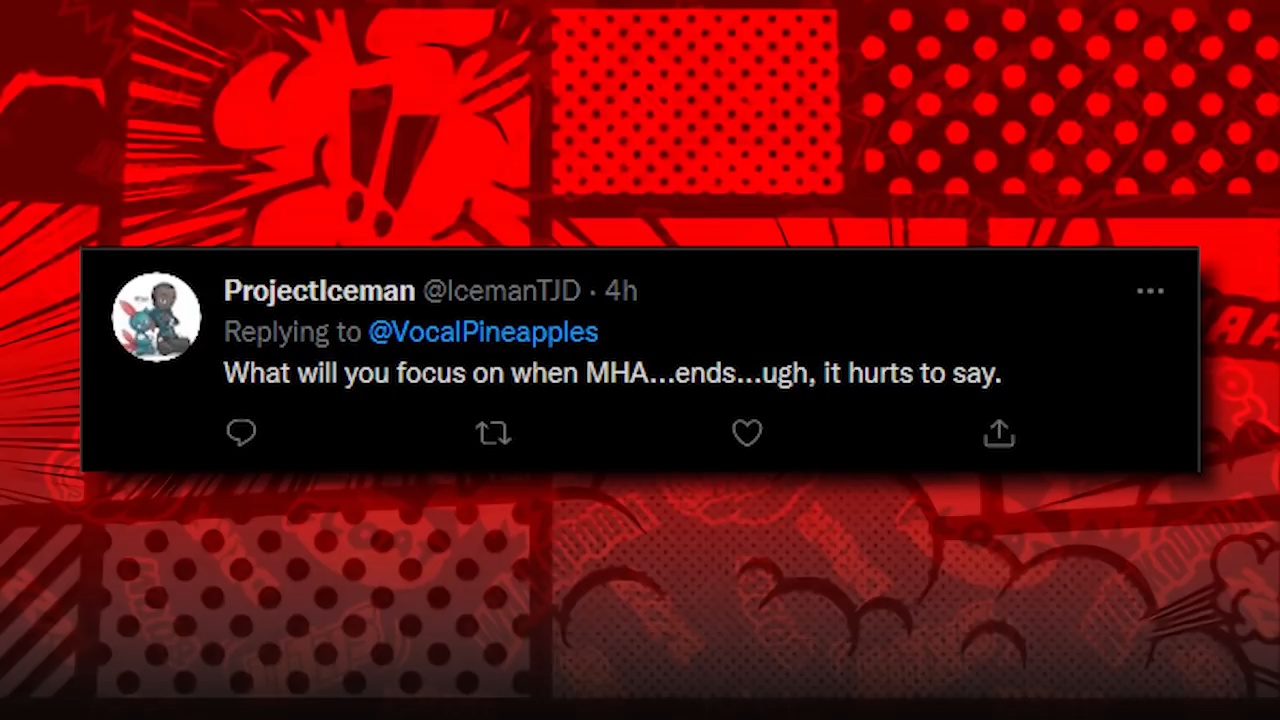 ProjectIceman @IcemanTJD · 4h
Replying to @VocalPineapples
What will you focus on when MHA...ends...ugh, it hurts to say.